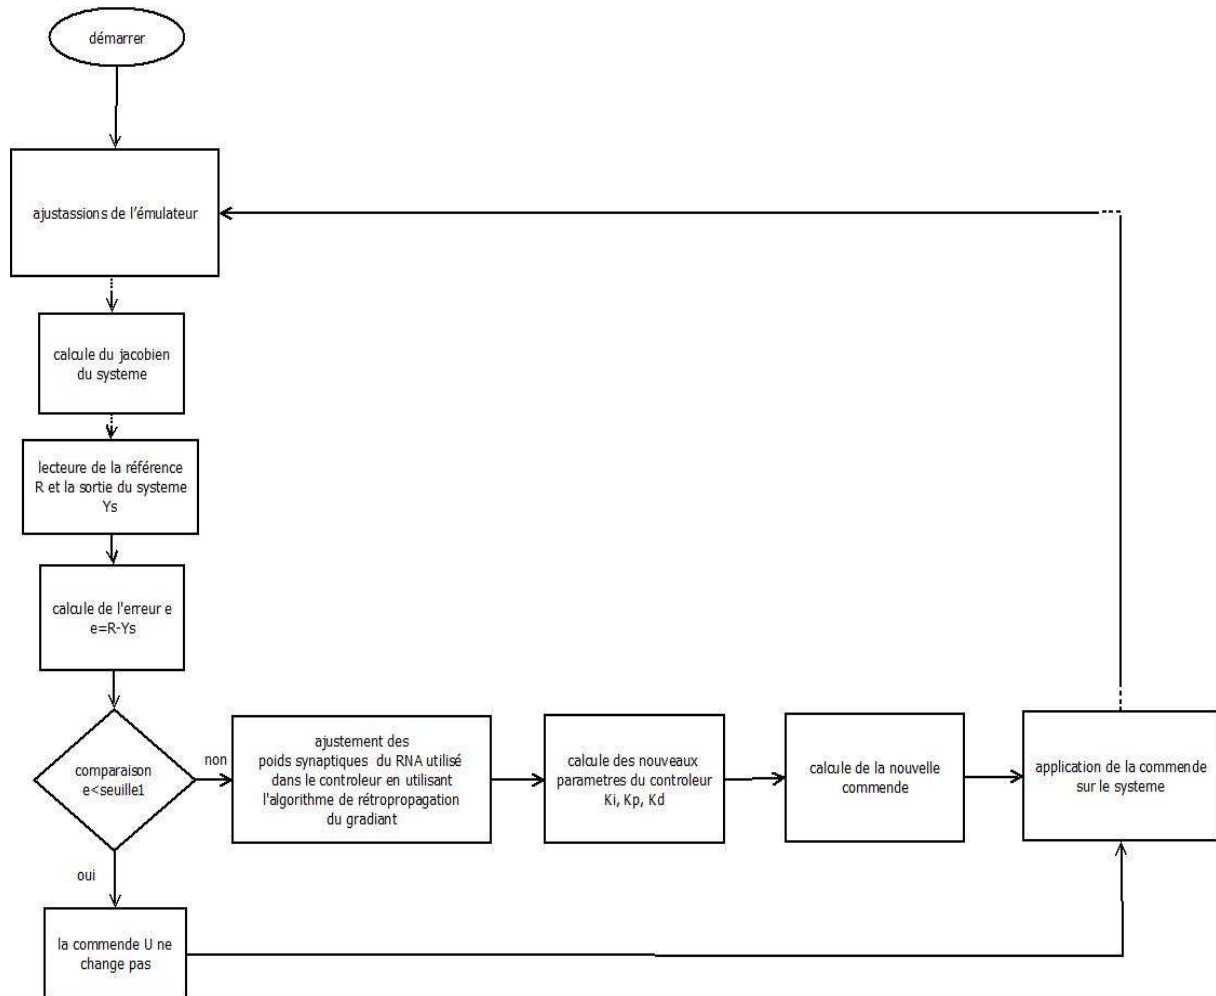 démarrer
ajustassions de l'émulateur
calcule du jacobien
du systeme
lecteure de la référence
R et la sortie du systeme
Ys
calcule de l'erreur e
e=R-Ys
comparaison
e<seuille1
non
ajustement des
poids synaptiques du RNA utilisé
dans le controleur en utilisant
l'algorithme de rétropropagation
du gradiant
calcule des nouveaux
parametres du controleur
Ki, Kp, Kd
calcule de la nouvelle
commende
application de la commende
sur le systeme
oui
la commende U ne
change pas